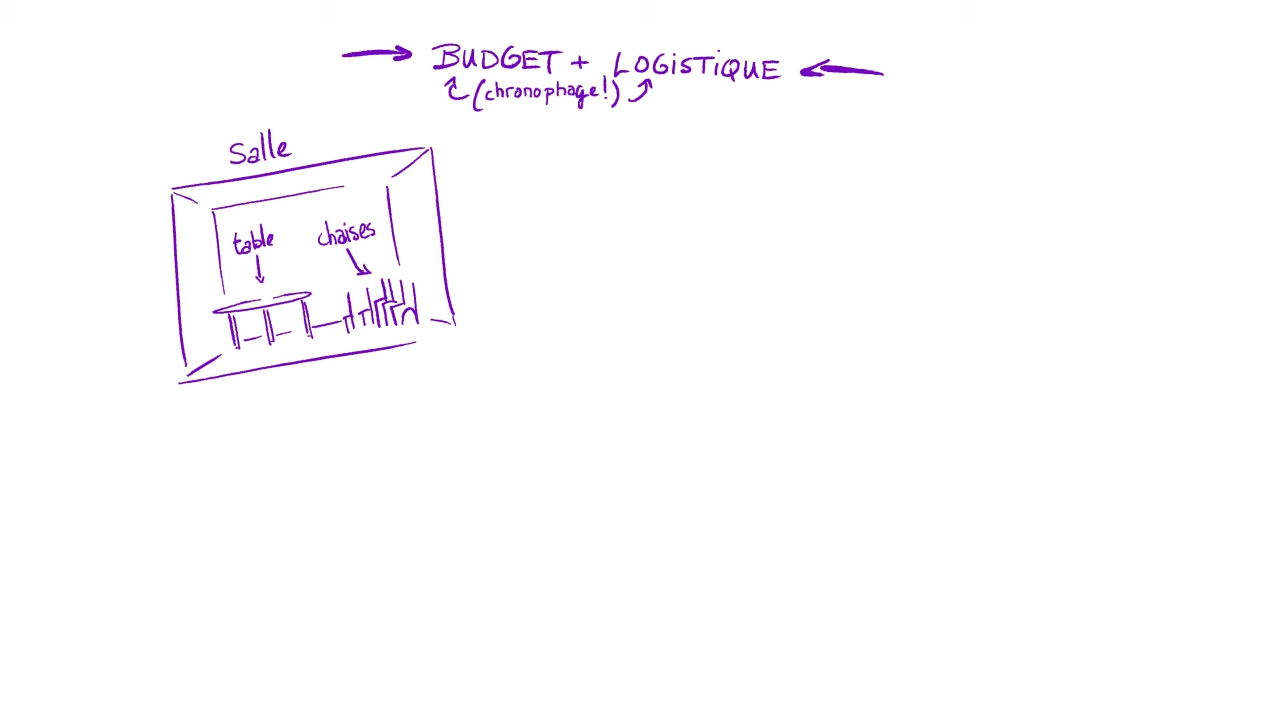 BUDGET + LOGiSTiQUE
(chronophage!)
Salle
table
chaises